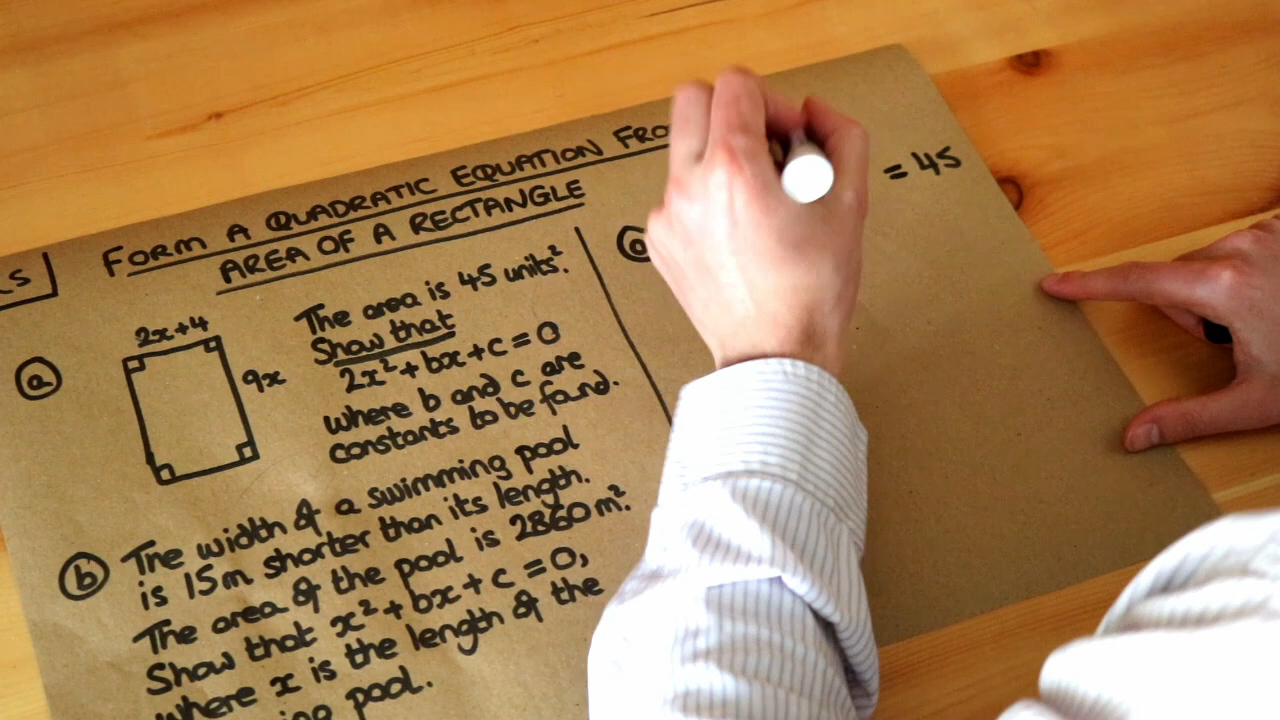 FORM A QUADRATIC EQUATION FRO
AREA OF A RECTANGLE
a
2x+4
9x
The area is 45 units².
Show that
2x² + bx + c = 0
where b and c are
constants to be found.
b
The width of a swimming pool
is 15m shorter than its length.
The area of the pool is 2860 m².
Show that x² + bx + c = 0,
where x is the length of the
pool.
= 45